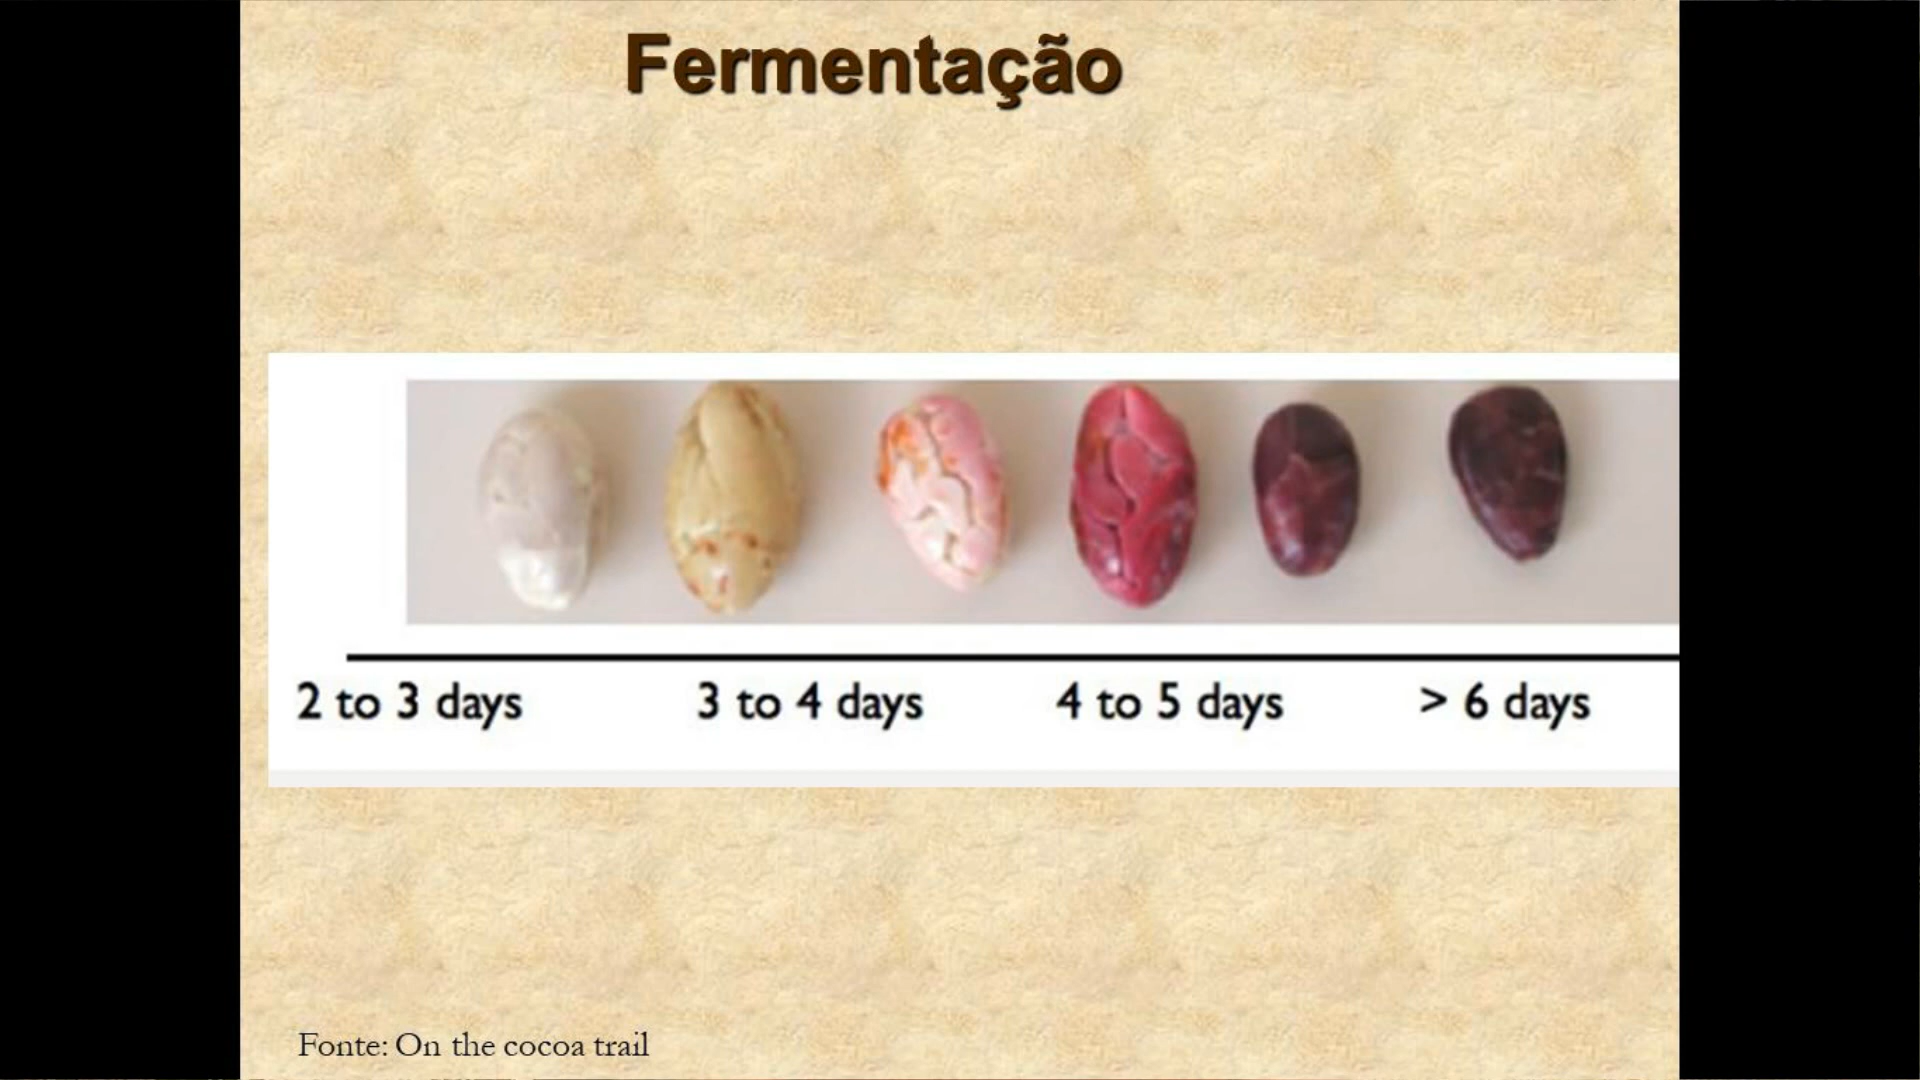 Fermentação
2 to 3 days 3 to 4 days 4 to 5 days > 6 days
Fonte: On the cocoa trail